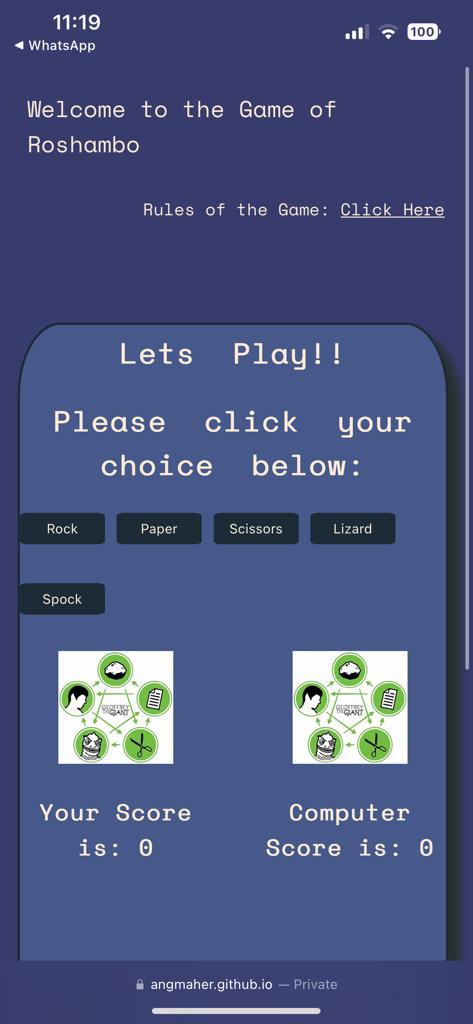 11:19
100
◀ WhatsApp
Welcome to the Game of
Roshambo
Rules of the Game: Click Here
Lets Play!!
Please click your
choice below:
Rock Paper Scissors Lizard
Spock
GEOFFREY
THE GIANT
GEOFFREY
THE GIANT
Your Score
is: 0
Computer
Score is: 0
angmaher.github.io — Private